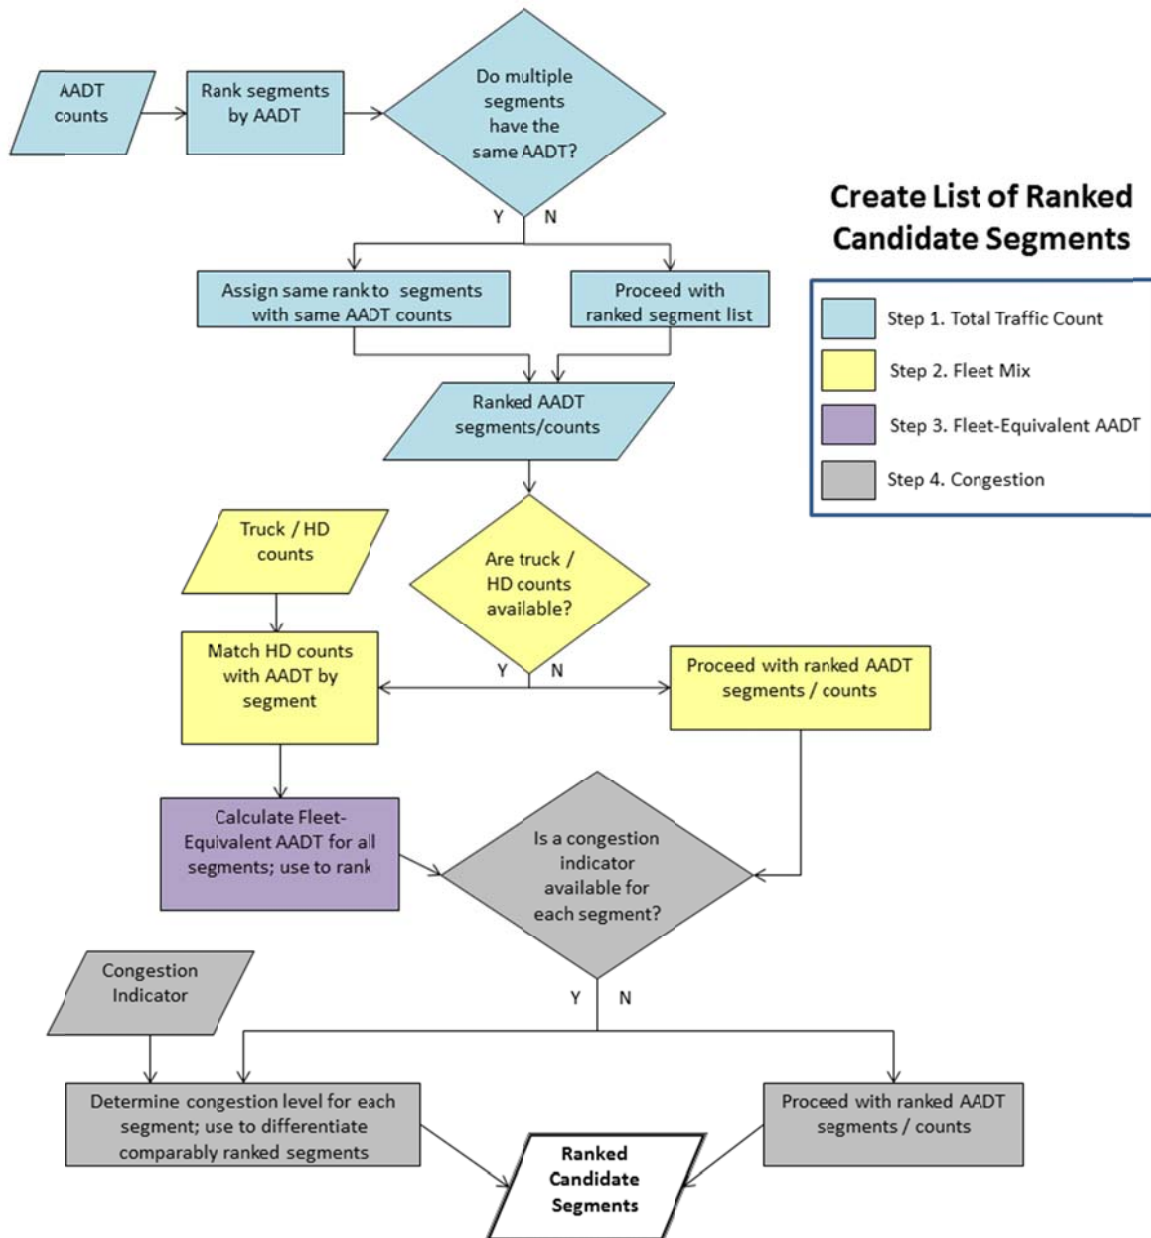 AADT
counts
Rank segments
by AADT
Do multiple
segments
have the
same AADT?
Y N
Create List of Ranked
Candidate Segments
Step 1. Total Traffic Count
Step 2. Fleet Mix
Step 3. Fleet-Equivalent AADT
Step 4. Congestion
Assign same rank to segments
with same AADT counts
Proceed with
ranked segment list
Ranked AADT
segments/counts
Truck / HD
counts
Are truck /
HD counts
available?
Y N
Match HD counts
with AADT by
segment
Proceed with ranked AADT
segments / counts
Calculate Fleet-
Equivalent AADT for all
segments; use to rank
Is a congestion
indicator
available for
each segment?
Y N
Congestion
Indicator
Determine congestion level for each
segment; use to differentiate
comparably ranked segments
Proceed with ranked AADT
segments / counts
Ranked
Candidate
Segments